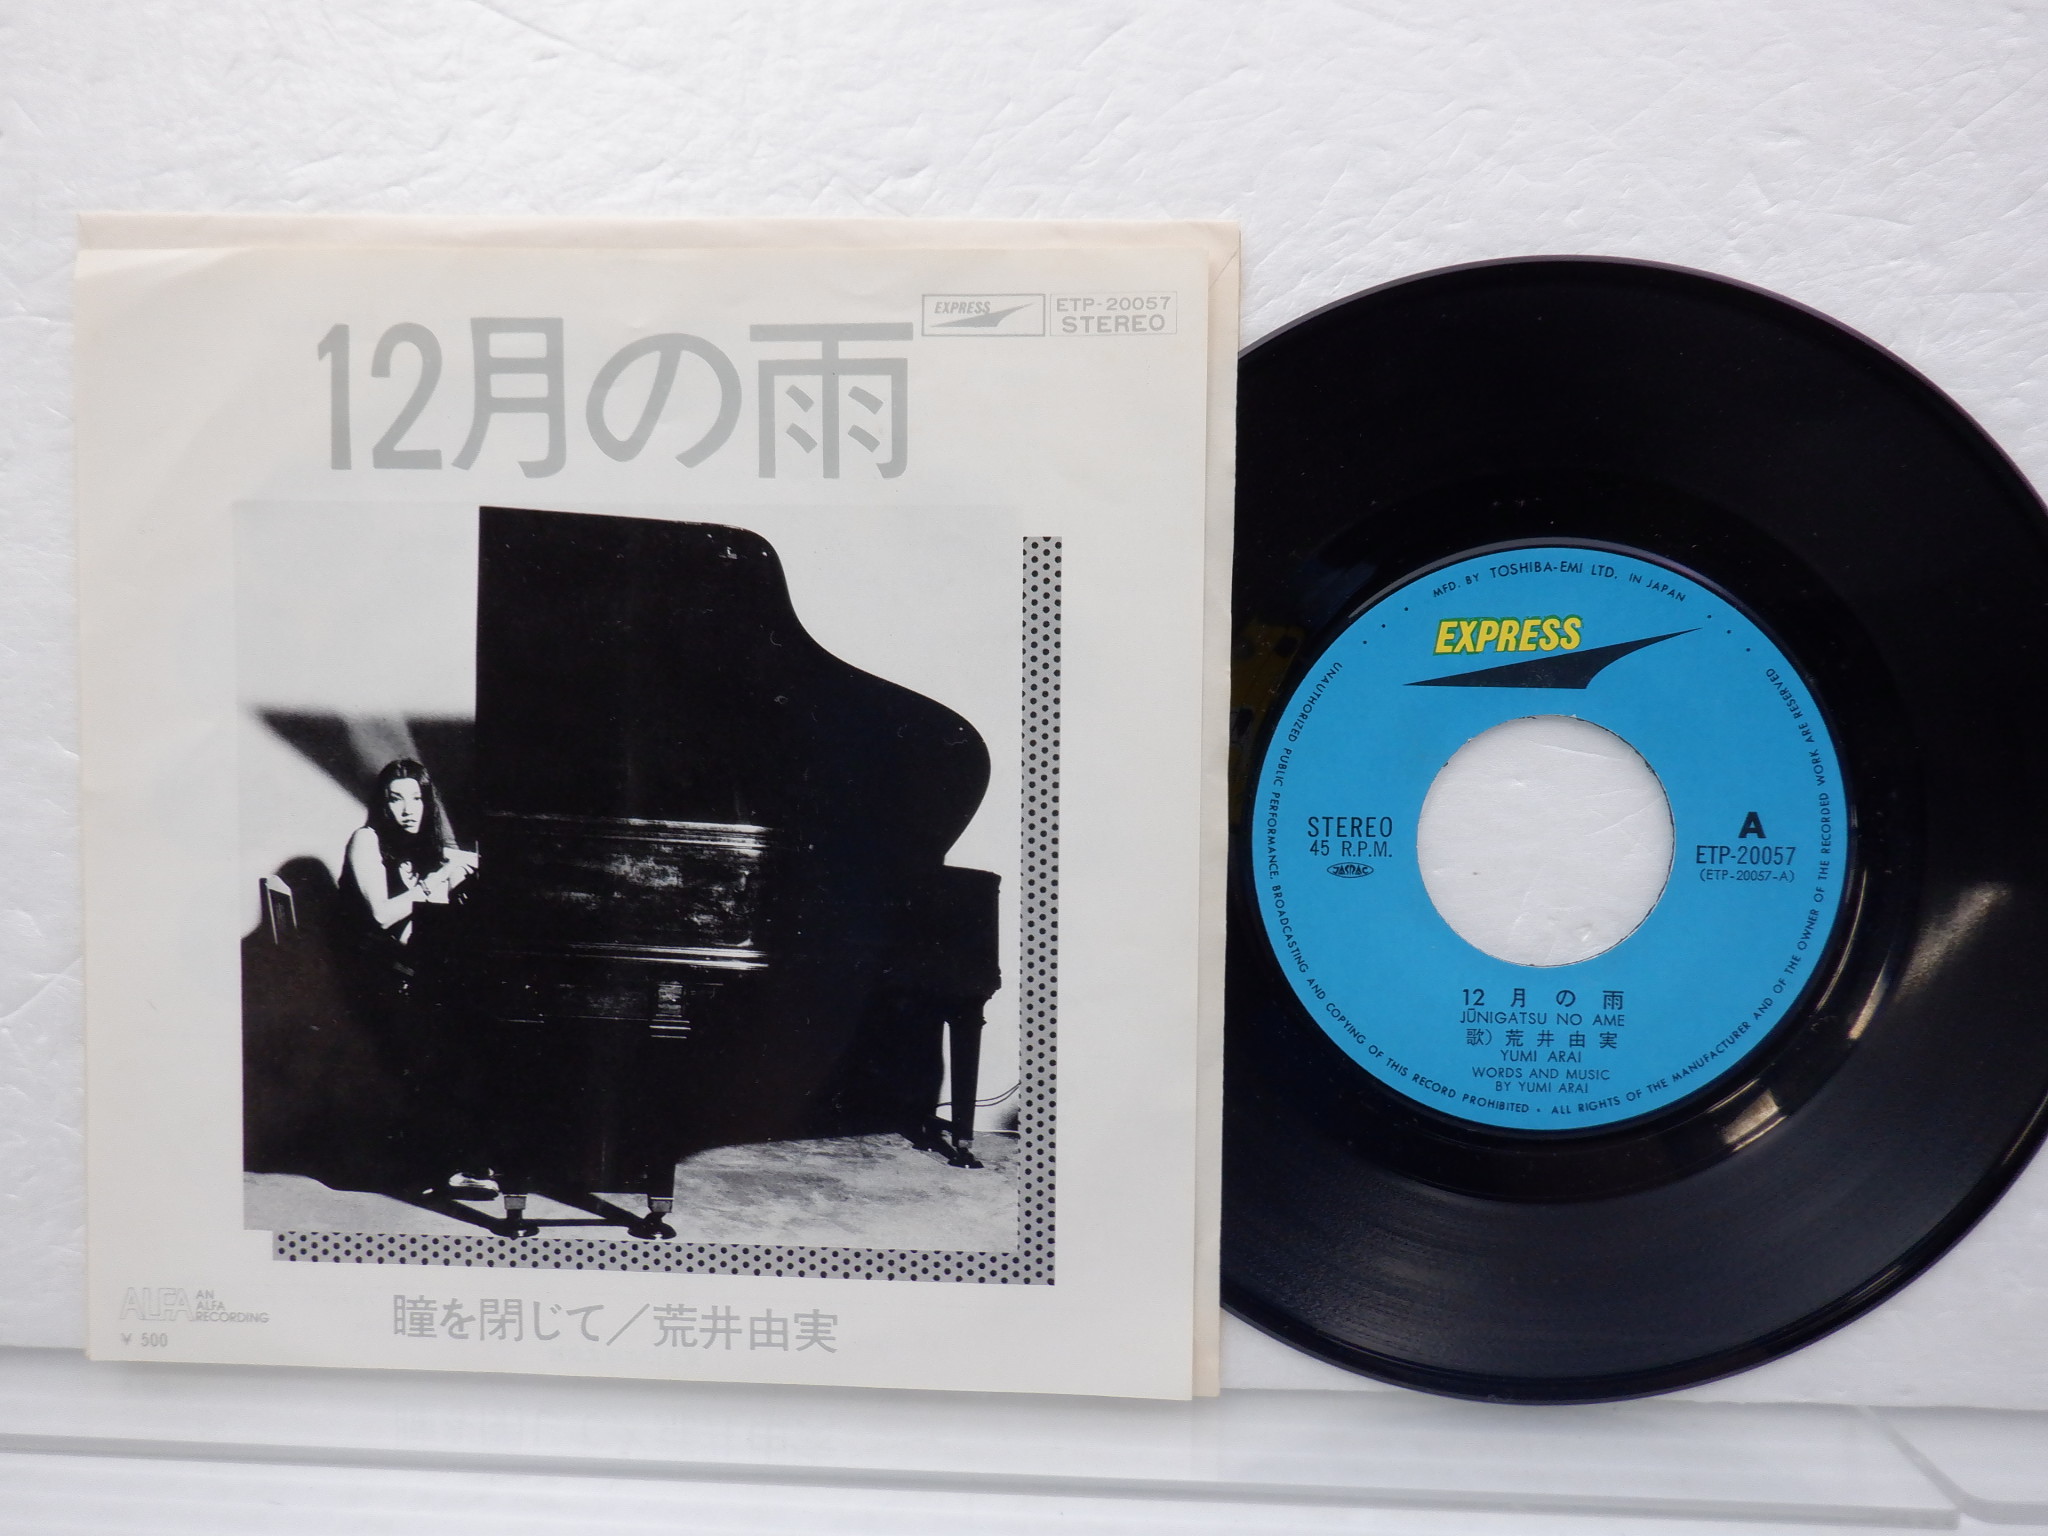 EXPRESS
ETP-20057
STEREO
12月の雨
ALFA
AN
ALFA
RECORDING
¥ 500
瞳を閉じて／荒井由実
MFD. BY TOSHIBA-EMI LTD. IN JAPAN
EXPRESS
STEREO
45 R.P.M.
JASRAC
A
ETP-20057
(ETP-20057-A)
12月の雨
JŪNIGATSU NO AME
歌）荒井由実
YUMI ARAI
WORDS AND MUSIC
BY YUMI ARAI
UNAUTHORIZED PUBLIC PERFORMANCE, BROADCASTING AND COPYING OF THIS RECORD PROHIBITED • ALL RIGHTS OF THE MANUFACTURER AND OF THE OWNER OF THE RECORDED WORK ARE RESERVED